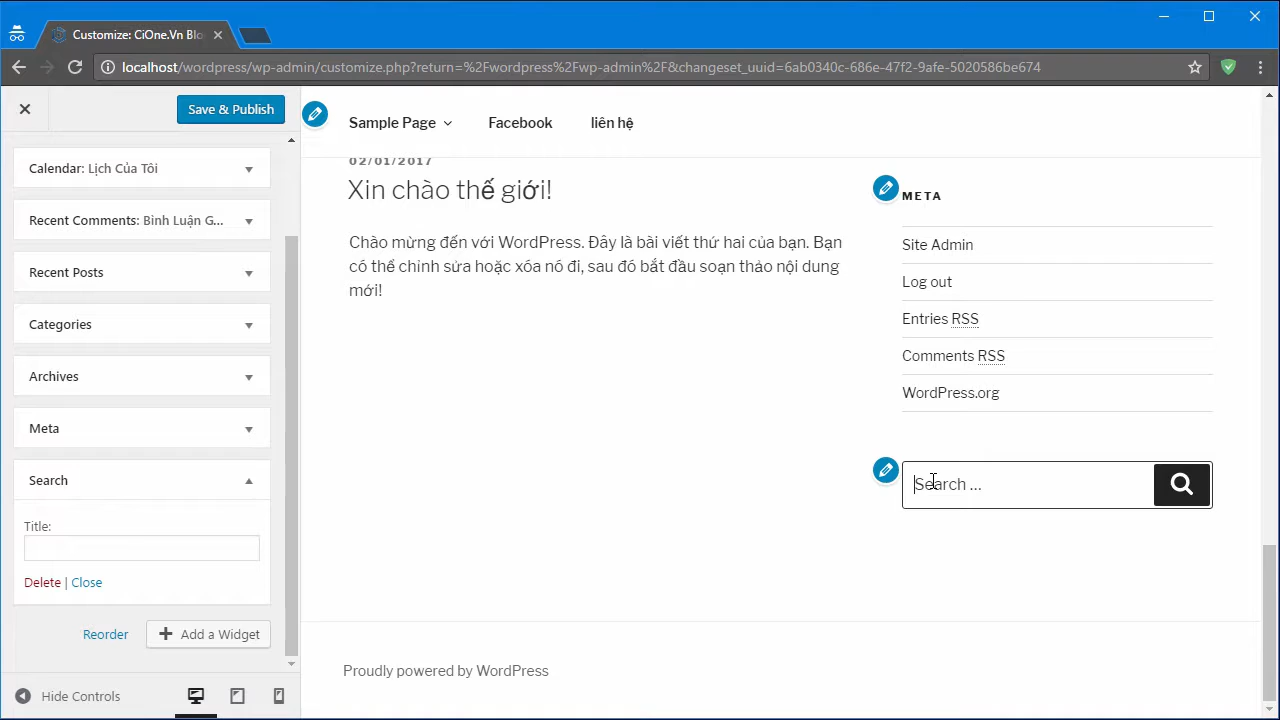 Customize: CiOne.Vn Blo
localhost/wordpress/wp-admin/customize.php?return=%2Fwordpress%2Fwp-admin%2F&changeset_uuid=6ab0340c-686e-47f2-9afe-5020586be674
Save & Publish
Calendar: Lịch Của Tôi
Recent Comments: Bình Luận G...
Recent Posts
Categories
Archives
Meta
Search
Title:
Delete | Close
Reorder
Add a Widget
Hide Controls
Sample Page
Facebook
liên hệ
02/01/2017
Xin chào thế giới!
Chào mừng đến với WordPress. Đây là bài viết thứ hai của bạn. Bạn
có thể chỉnh sửa hoặc xóa nó đi, sau đó bắt đầu soạn thảo nội dung
mới!
META
Site Admin
Log out
Entries RSS
Comments RSS
WordPress.org
Search ...
Proudly powered by WordPress